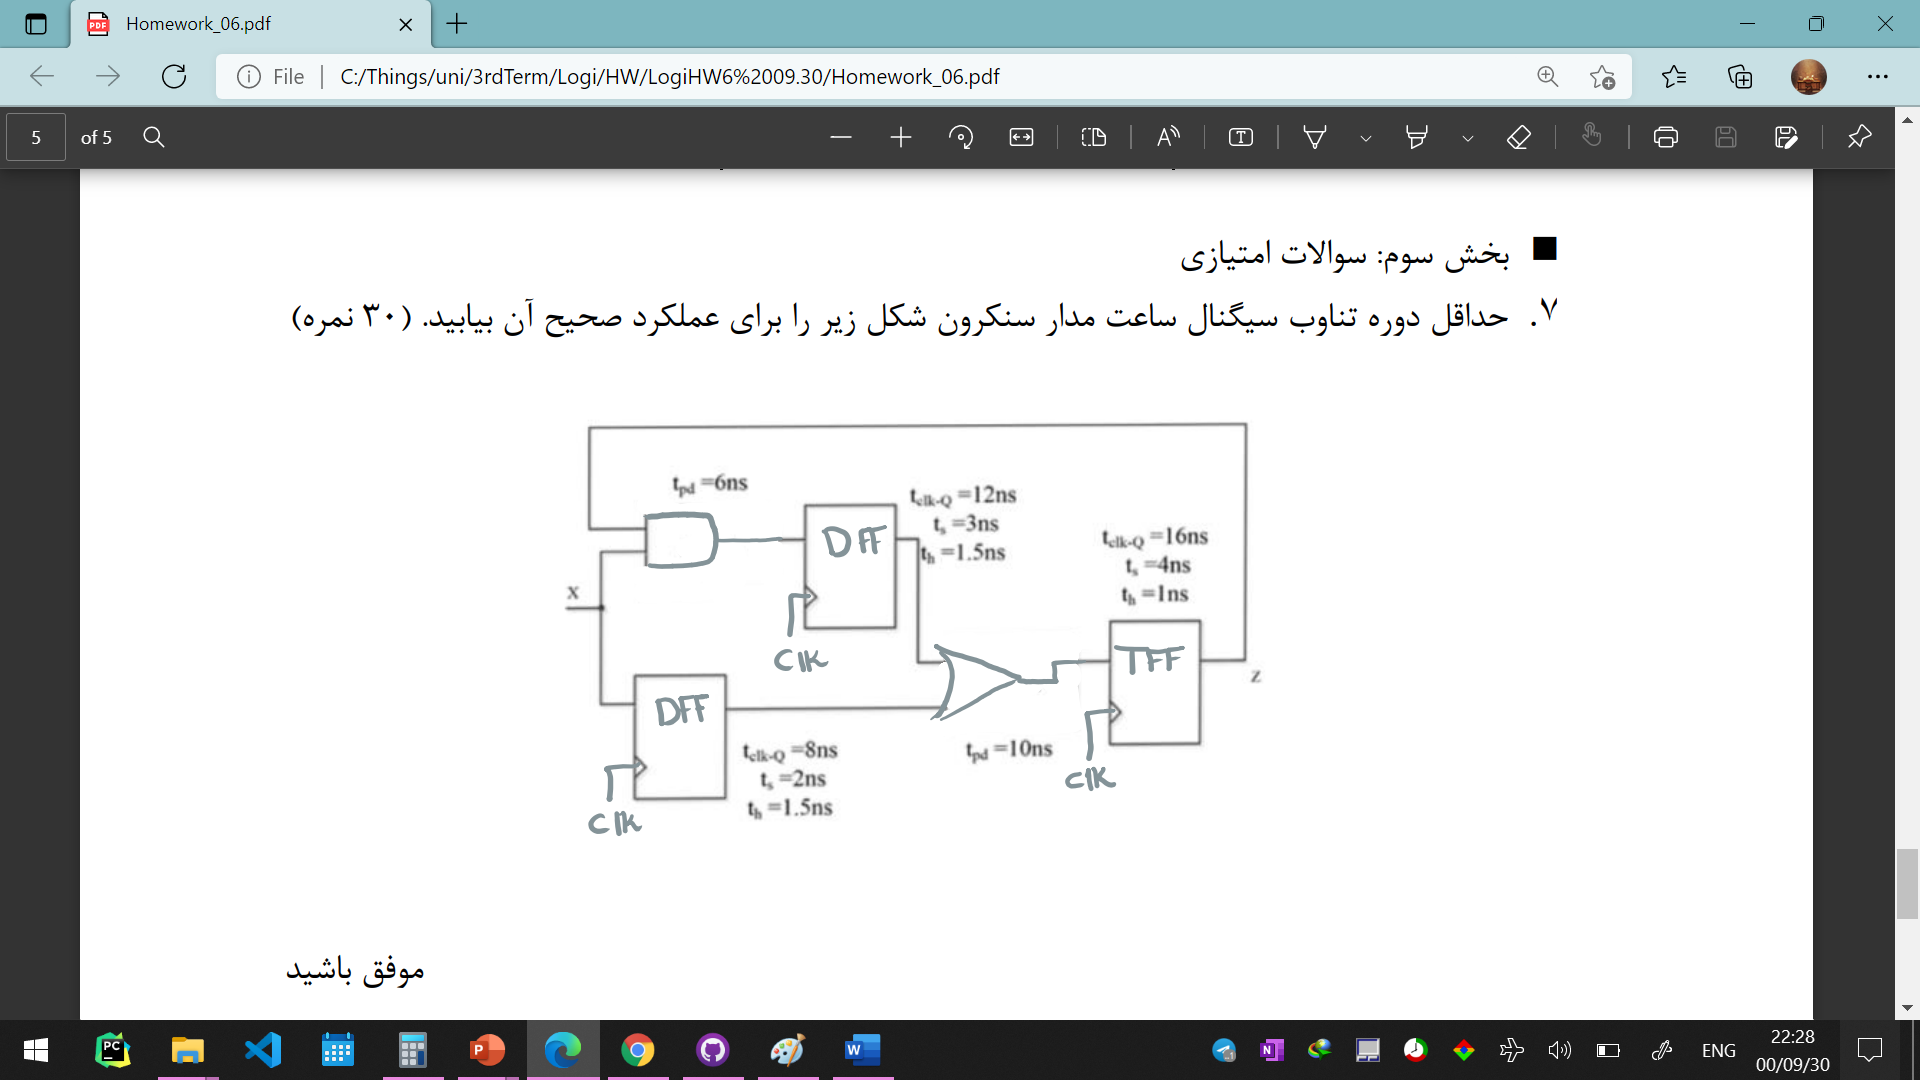 Homework_06.pdf
File
C:/Things/uni/3rdTerm/Logi/HW/LogiHW6%2009.30/Homework_06.pdf
5 of 5
بخش سوم: سوالات امتیازی
۷. حداقل دوره تناوب سیگنال ساعت مدار سنکرون شکل زیر را برای عملکرد صحیح آن بیابید. (۳۰ نمره)
tpd =6ns
DFF
Clk
tclk-Q =12ns
ts =3ns
th =1.5ns
tclk-Q =16ns
ts =4ns
th =1ns
X
TFF
Clk
Z
DFF
Clk
tclk-Q =8ns
ts =2ns
th =1.5ns
tpd =10ns
موفق باشید
ENG
22:28
00/09/30